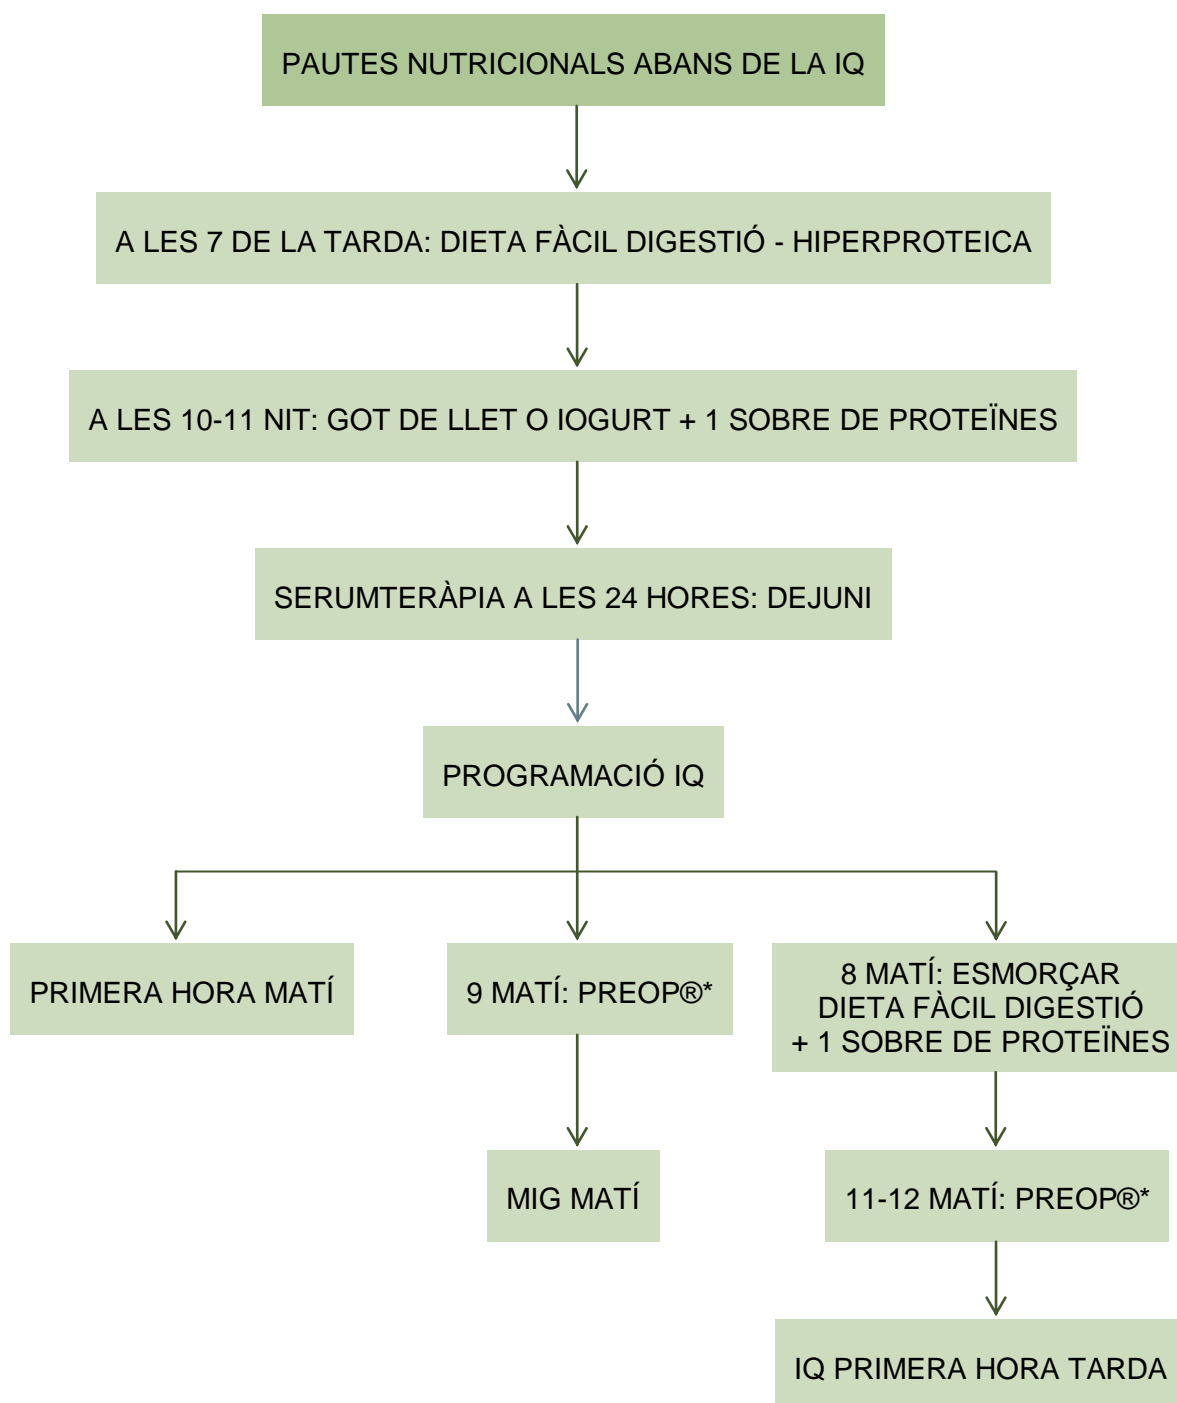 PAUTES NUTRICIONALS ABANS DE LA IQ
A LES 7 DE LA TARDA: DIETA FÀCIL DIGESTIÓ - HIPERPROTEICA
A LES 10-11 NIT: GOT DE LLET O IOGURT + 1 SOBRE DE PROTEÏNES
SERUMTERÀPIA A LES 24 HORES: DEJUNI
PROGRAMACIÓ IQ
PRIMERA HORA MATÍ
9 MATÍ: PREOP®*
8 MATÍ: ESMORÇAR
DIETA FÀCIL DIGESTIÓ
+ 1 SOBRE DE PROTEÏNES
MIG MATÍ
11-12 MATÍ: PREOP®*
IQ PRIMERA HORA TARDA